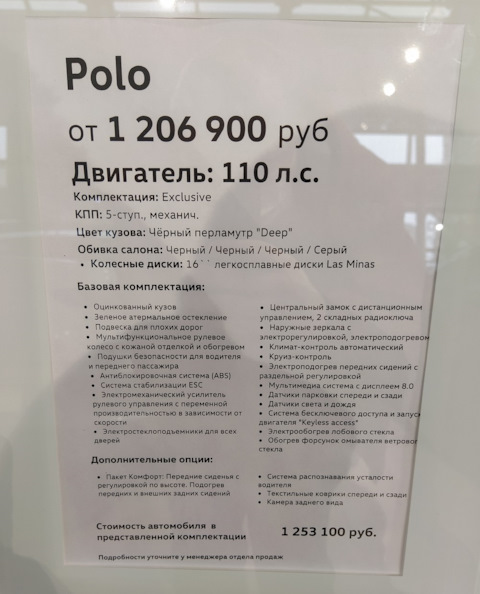 Polo
от 1 206 900 руб
Двигатель: 110 л.с.
Комплектация: Exclusive
КПП: 5-ступ., механич.
Цвет кузова: Чёрный перламутр "Deep"
Обивка салона: Черный / Черный / Черный / Серый
• Колесные диски: 16`` легкосплавные диски Las Minas
Базовая комплектация:
• Оцинкованный кузов
• Зеленое атермальное остекление
• Подвеска для плохих дорог
• Мультифункциональное рулевое
колесо с кожаной отделкой и обогревом
• Подушки безопасности для водителя
и переднего пассажира
• Антиблокировочная система (ABS)
• Система стабилизации ESC
• Электромеханический усилитель
рулевого управления с переменной
производительностью в зависимости от
скорости
• Электростеклоподъемники для всех
дверей
• Центральный замок с дистанционным
управлением, 2 складных радиоключа
• Наружные зеркала с
электрорегулировкой, электроподогревом
• Климат-контроль автоматический
• Круиз-контроль
• Электроподогрев передних сидений с
раздельной регулировкой
• Мультимедиа система с дисплеем 8.0
• Датчики парковки спереди и сзади
• Датчики света и дождя
• Система бесключевого доступа и запус
двигателя "Keyless access"
• Электрообогрев лобового стекла
• Обогрев форсунок омывателя ветровог
стекла
Дополнительные опции:
• Пакет Комфорт: Передние сиденья с
регулировкой по высоте. Подогрев
передних и внешних задних сидений
• Система распознавания усталости
водителя
• Текстильные коврики спереди и сзади
• Камера заднего вида
Стоимость автомобиля в
представленной комплектации
1 253 100 руб.
Подробности уточните у менеджера отдела продаж